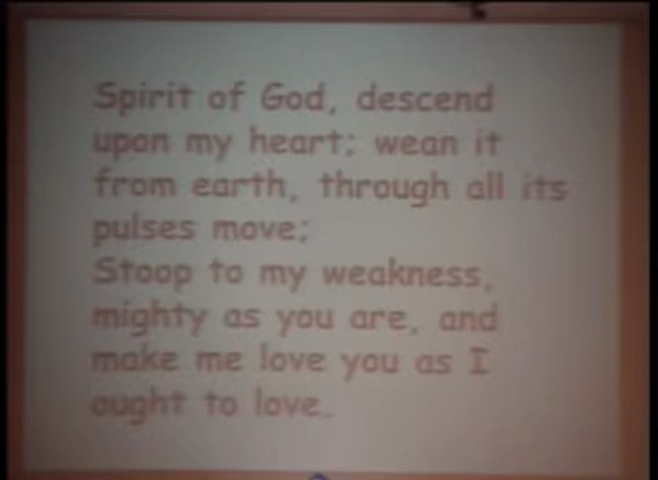 Spirit of God, descend
upon my heart; wean it
from earth, through all its
pulses move;
Stoop to my weakness,
mighty as you are, and
make me love you as I
ought to love.